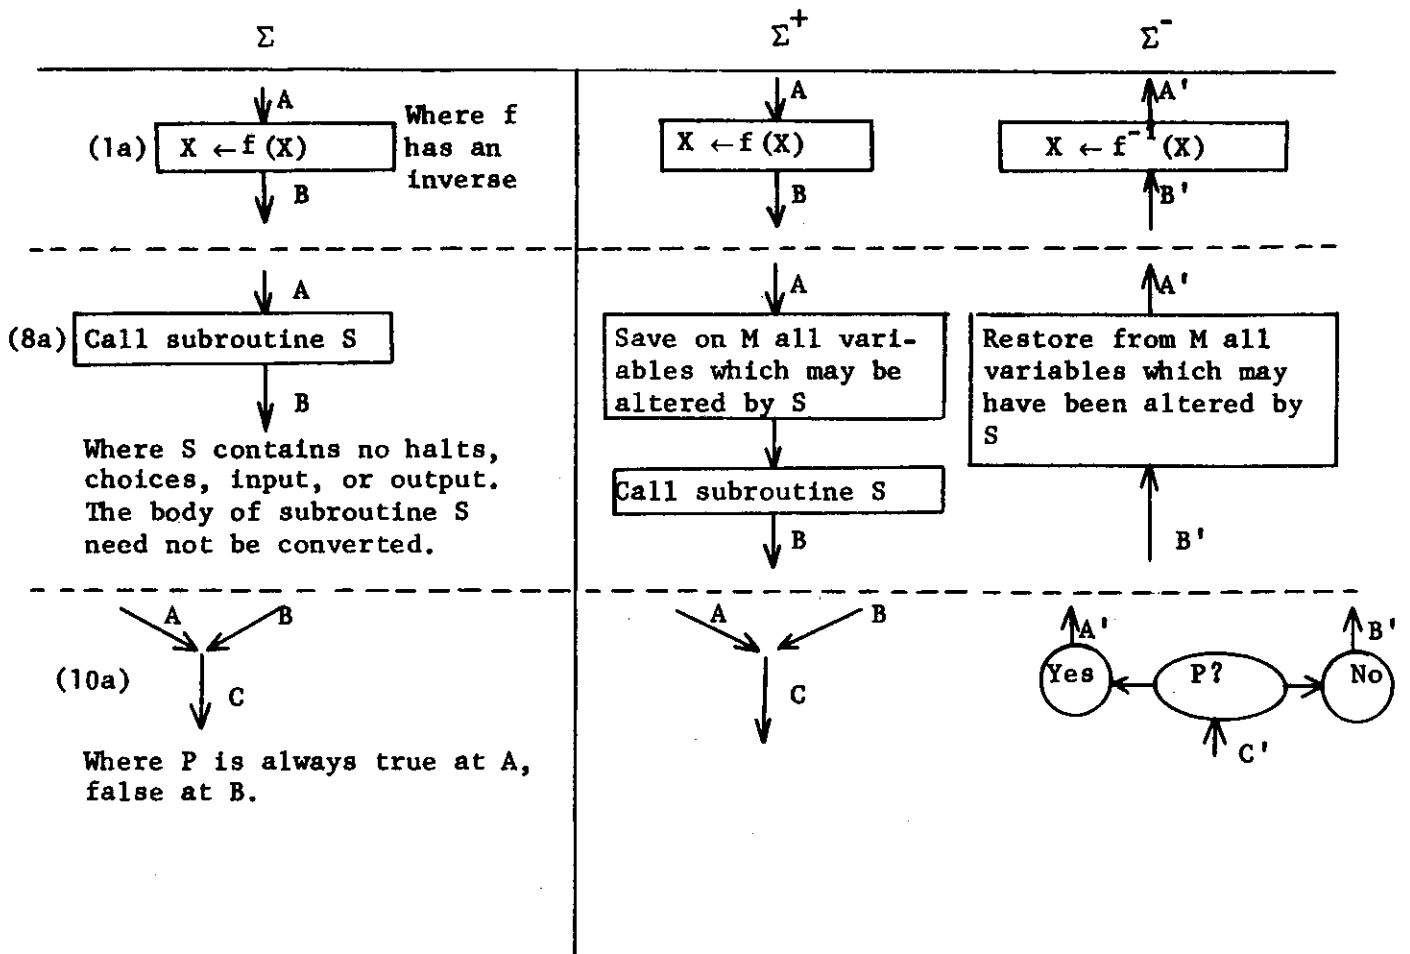 Σ Σ⁺ Σ⁻
(1a)
A
X ← f (X)
B
Where f
has an
inverse
A
X ← f (X)
B
A'
X ← f⁻¹ (X)
B'
(8a)
A
Call subroutine S
B
Where S contains no halts,
choices, input, or output.
The body of subroutine S
need not be converted.
A
Save on M all vari-
ables which may be
altered by S
Call subroutine S
B
A'
Restore from M all
variables which may
have been altered by
S
B'
(10a)
A B
C
Where P is always true at A,
false at B.
A B
C
A' B'
Yes P? No
C'